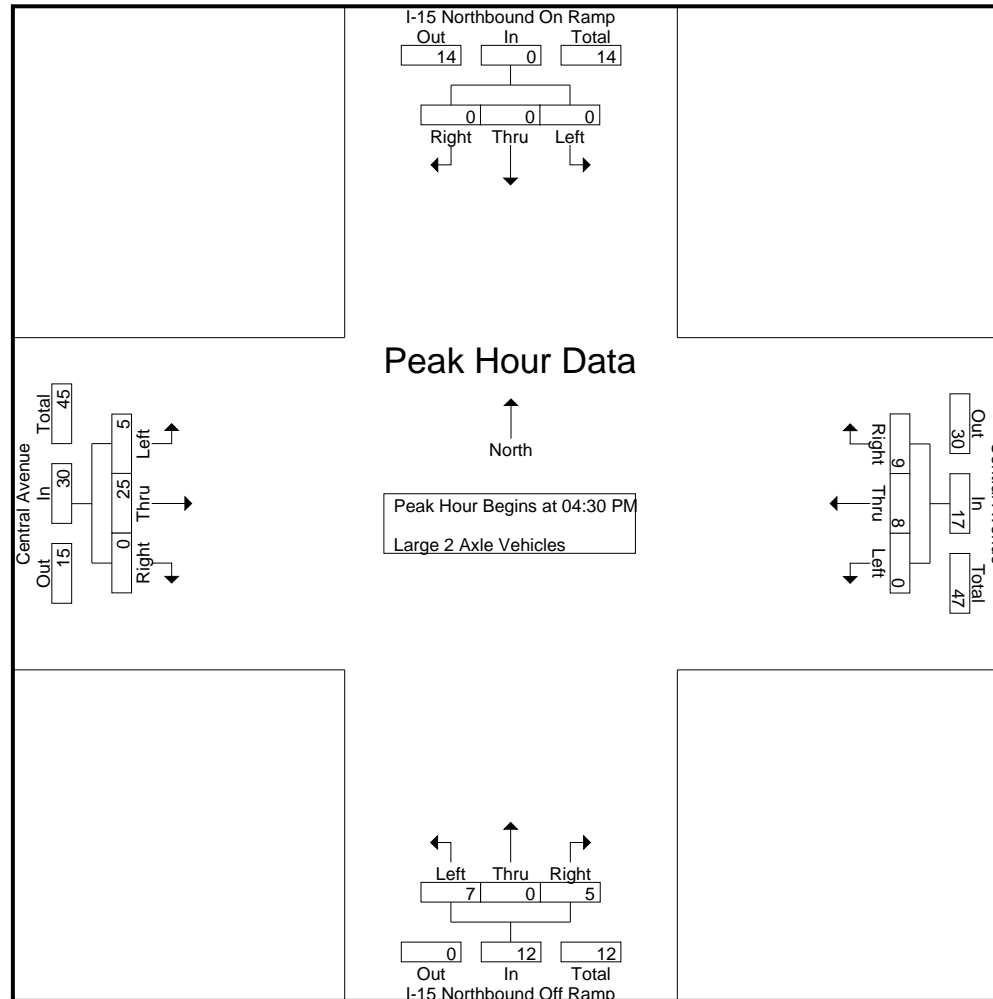 I-15 Northbound On Ramp
Out In Total
14 0 14
0 0 0
Right Thru Left
Peak Hour Data
North
Peak Hour Begins at 04:30 PM
Large 2 Axle Vehicles
Central Avenue
Total In Out
45 30 15
5 25 0
Left Thru Right
Right Thru Left
9 8 0
Out In Total
30 17 47
Left Thru Right
7 0 5
0 12 12
Out In Total
I-15 Northbound Off Ramp